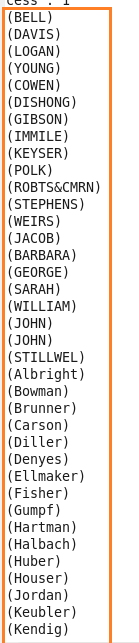 cess : 1
(BELL)
(DAVIS)
(LOGAN)
(YOUNG)
(COWEN)
(DISHONG)
(GIBSON)
(IMMILE)
(KEYSER)
(POLK)
(ROBTS&CMRN)
(STEPHENS)
(WEIRS)
(JACOB)
(BARBARA)
(GEORGE)
(SARAH)
(WILLIAM)
(JOHN)
(JOHN)
(STILLWEL)
(Albright)
(Bowman)
(Brunner)
(Carson)
(Diller)
(Denyes)
(Ellmaker)
(Fisher)
(Gumpf)
(Hartman)
(Halbach)
(Huber)
(Houser)
(Jordan)
(Keubler)
(Kendig)